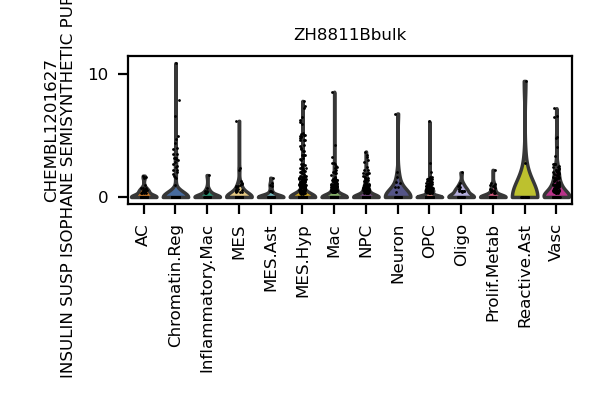 ZH8811Bbulk
CHEMBL1201627
INSULIN SUSP ISOPHANE SEMISYNTHETIC
10
0
AC
Chromatin.Reg
Inflammatory.Mac
MES
MES.Ast
MES.Hyp
Mac
NPC
Neuron
OPC
Oligo
Prolif.Metab
Reactive.Ast
Vasc